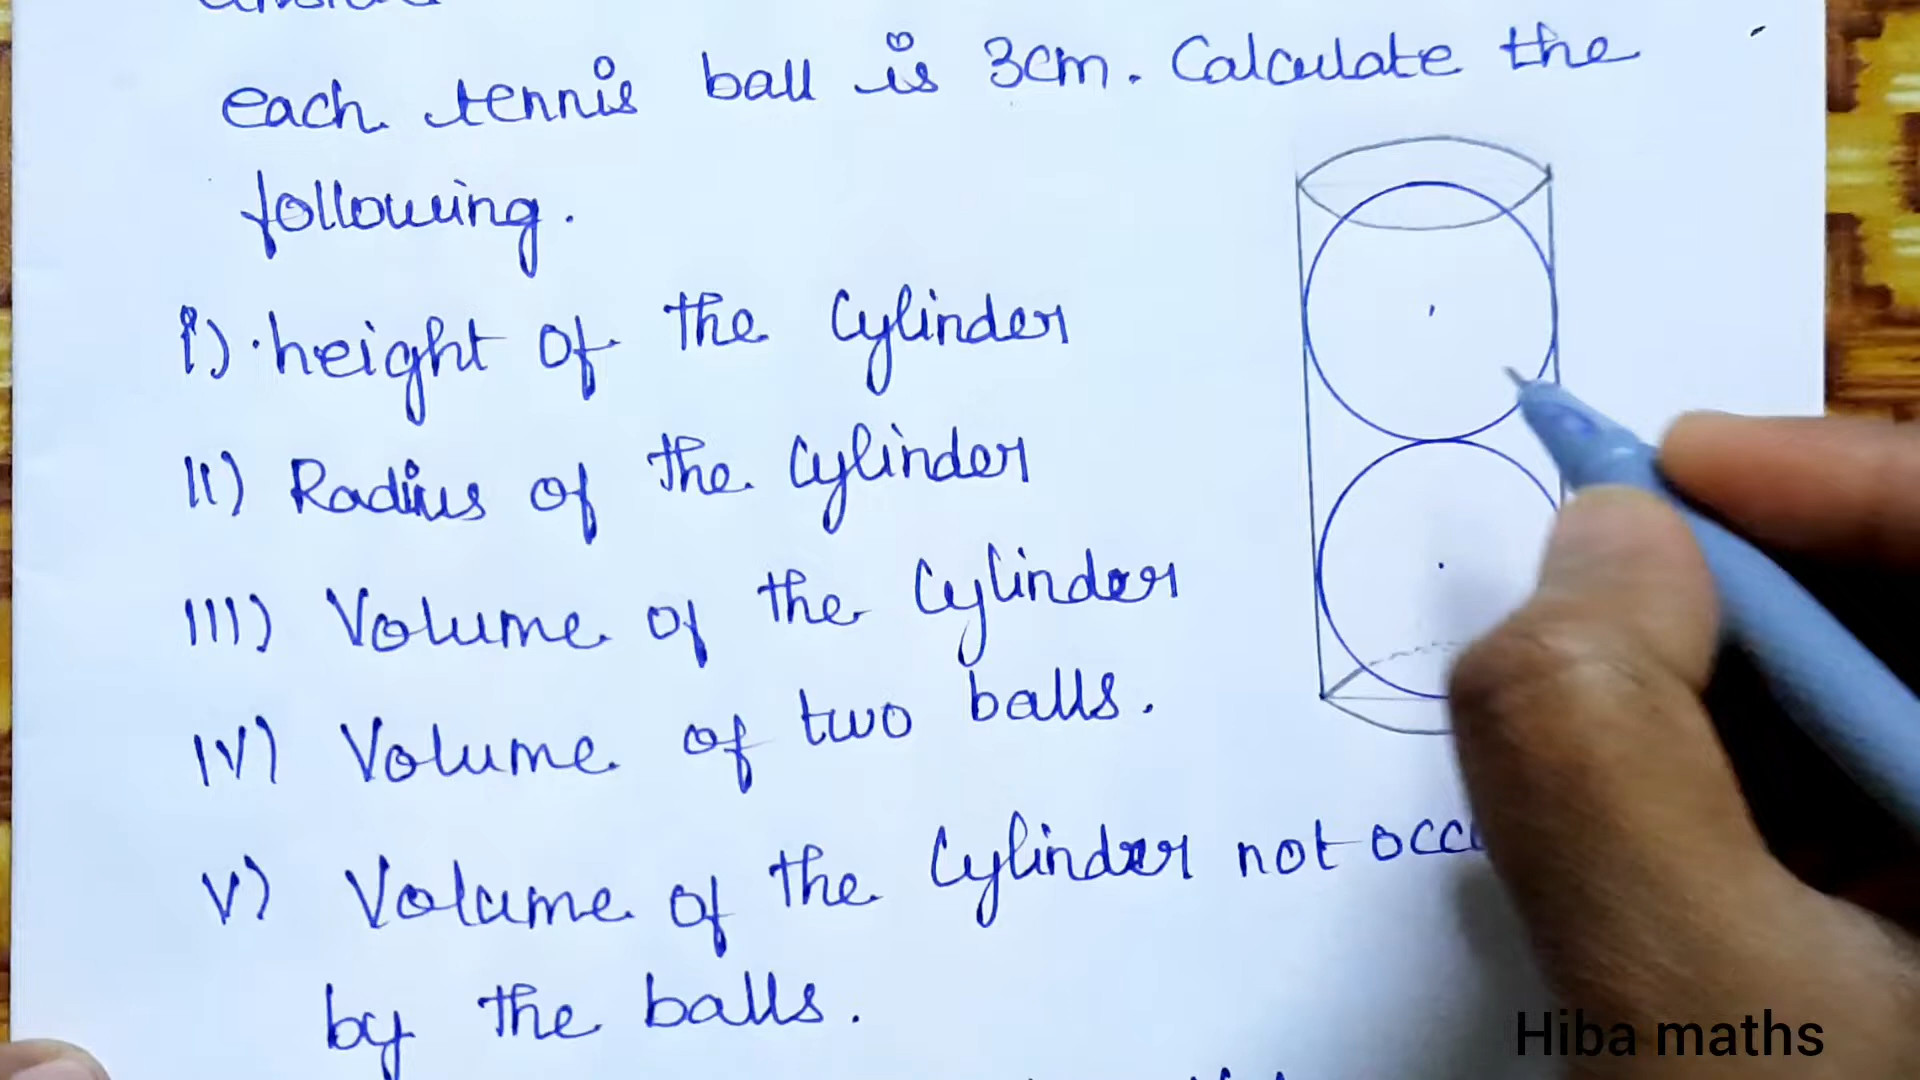 each tennis ball is 3cm. Calculate the
following.
i) height of the cylinder
ii) Radius of the cylinder
iii) Volume of the cylinder
iv) Volume of two balls.
v) Volume of the cylinder not
by the balls.
Hiba maths